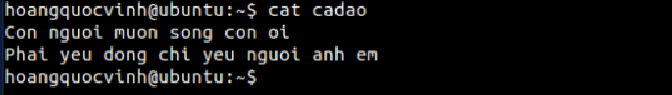 hoangquocvinh@ubuntu:~$ cat cadao
Con nguoi muon song con oi
Phai yeu dong chi yeu nguoi anh em
hoangquocvinh@ubuntu:~$